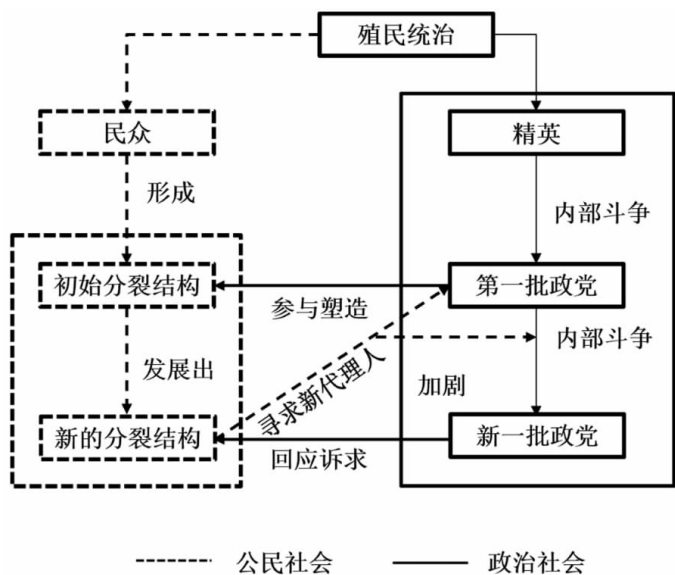 殖民统治
民众
精英
形成
内部斗争
初始分裂结构
第一批政党
参与塑造
内部斗争
发展出
寻求新代理人
加剧
新的分裂结构
新一批政党
回应诉求
公民社会
政治社会